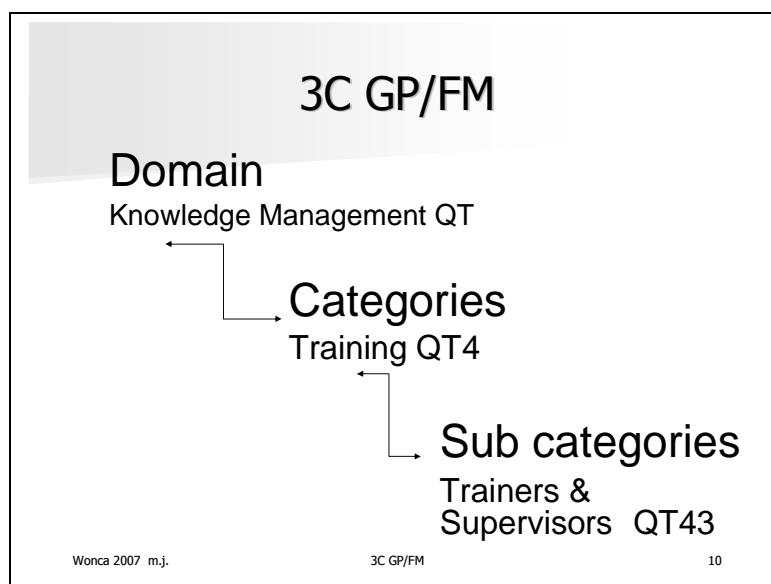 3C GP/FM
Domain
Knowledge Management QT
Categories
Training QT4
Sub categories
Trainers &
Supervisors QT43
Wonca 2007 m.j. 3C GP/FM 10